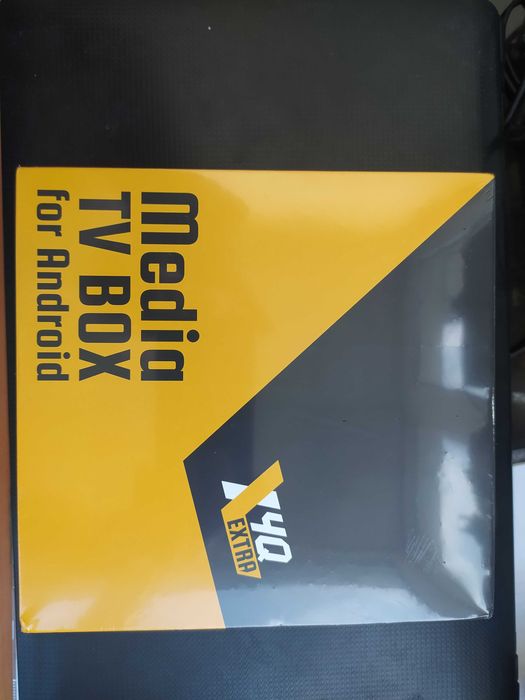 media
TV BOX
for Android
X4Q
EXTRA